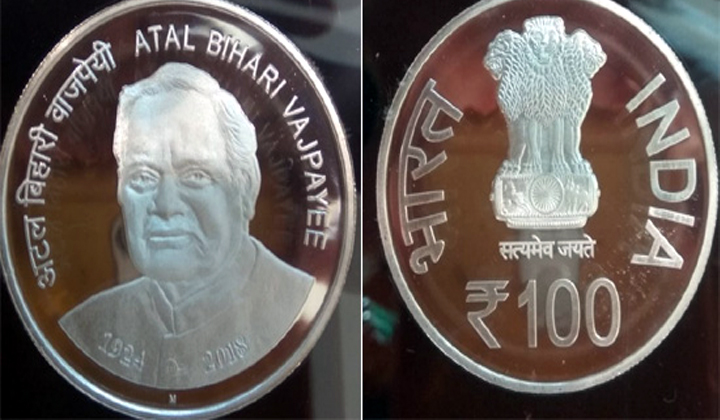 अटल बिहारी वाजपेयी ATAL BIHARI VAJPAYEE
1924 2018
M
भारत
INDIA
सत्यमेव जयते
₹100